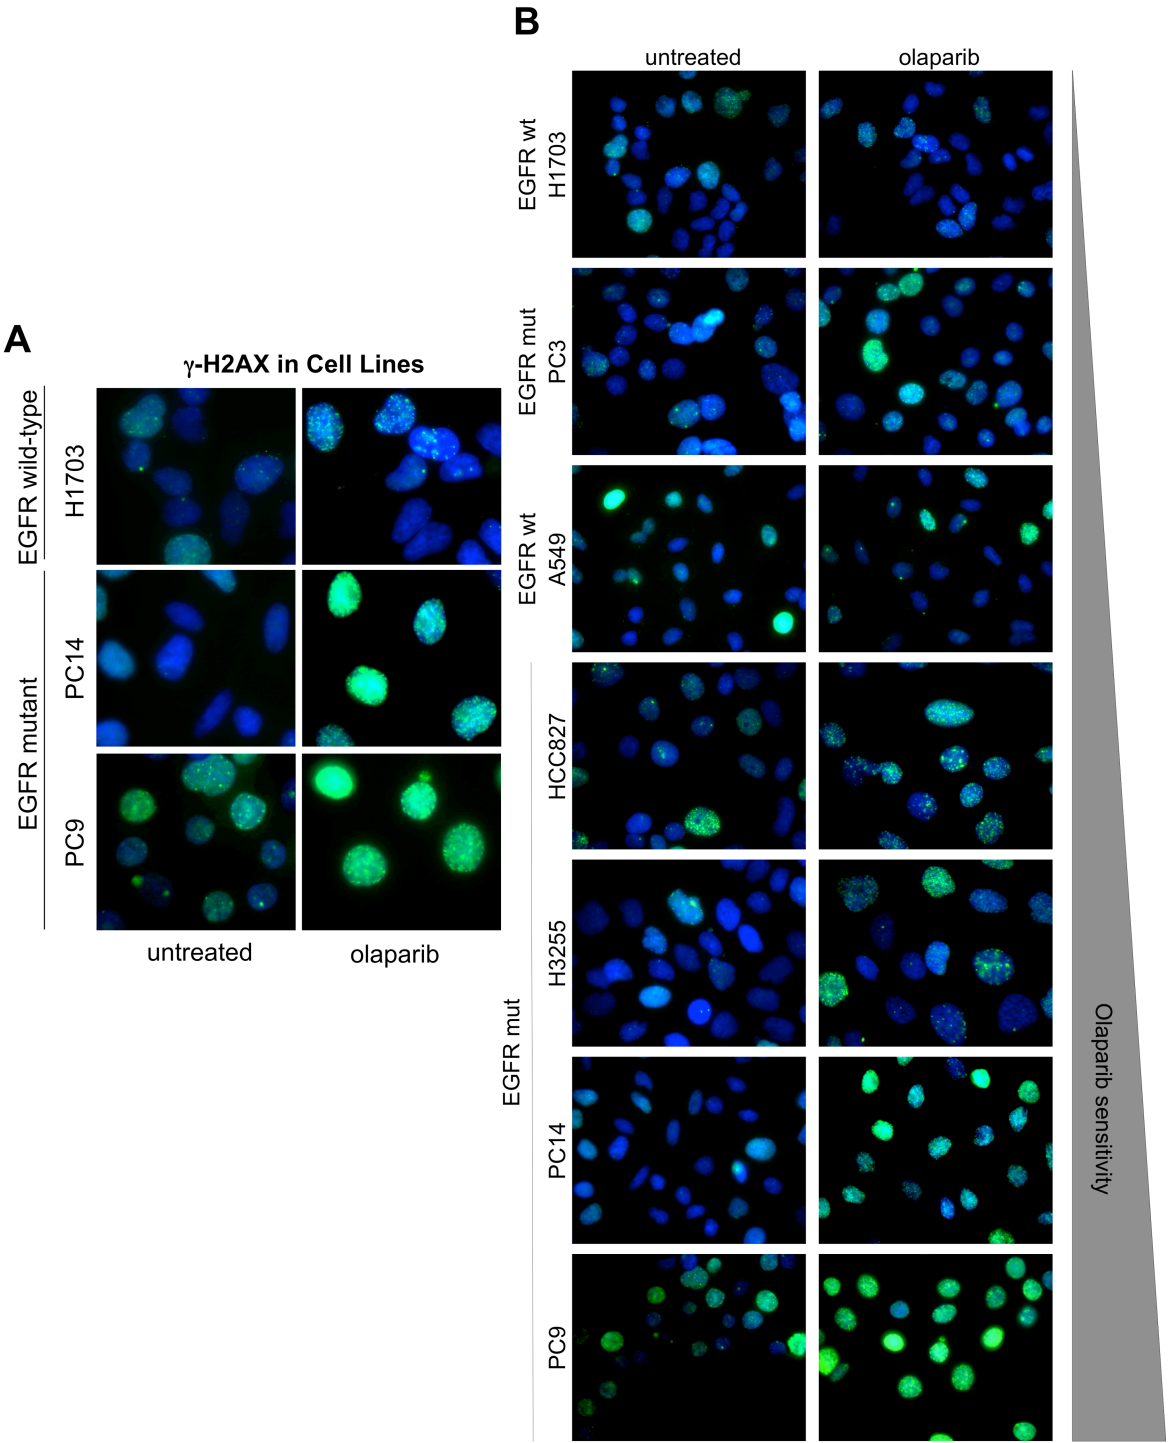 A
γ-H2AX in Cell Lines
EGFR wild-type
H1703
EGFR mutant
PC14
PC9
untreated
olaparib
B
untreated
olaparib
EGFR wt
H1703
EGFR mut
PC3
EGFR wt
A549
EGFR mut
HCC827
H3255
PC14
PC9
Olaparib sensitivity